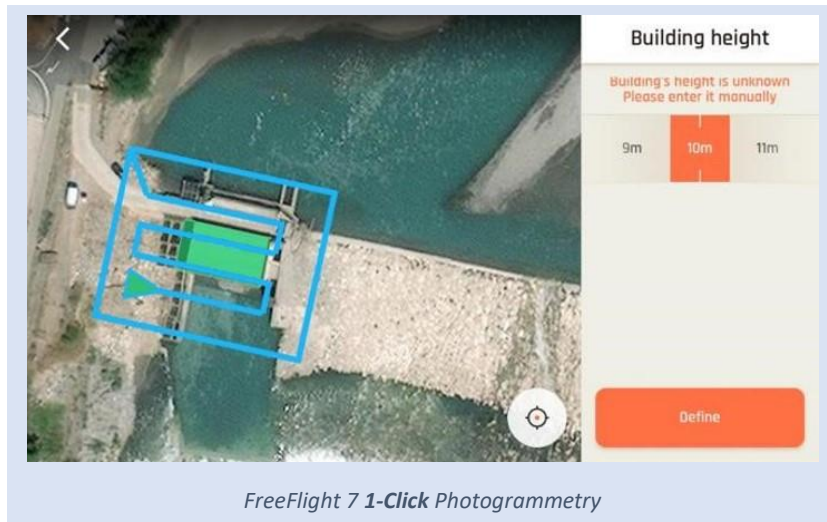 Building height
Building's height is unknown
Please enter it manually
9m
10m
11m
Define
FreeFlight 7 1-Click Photogrammetry